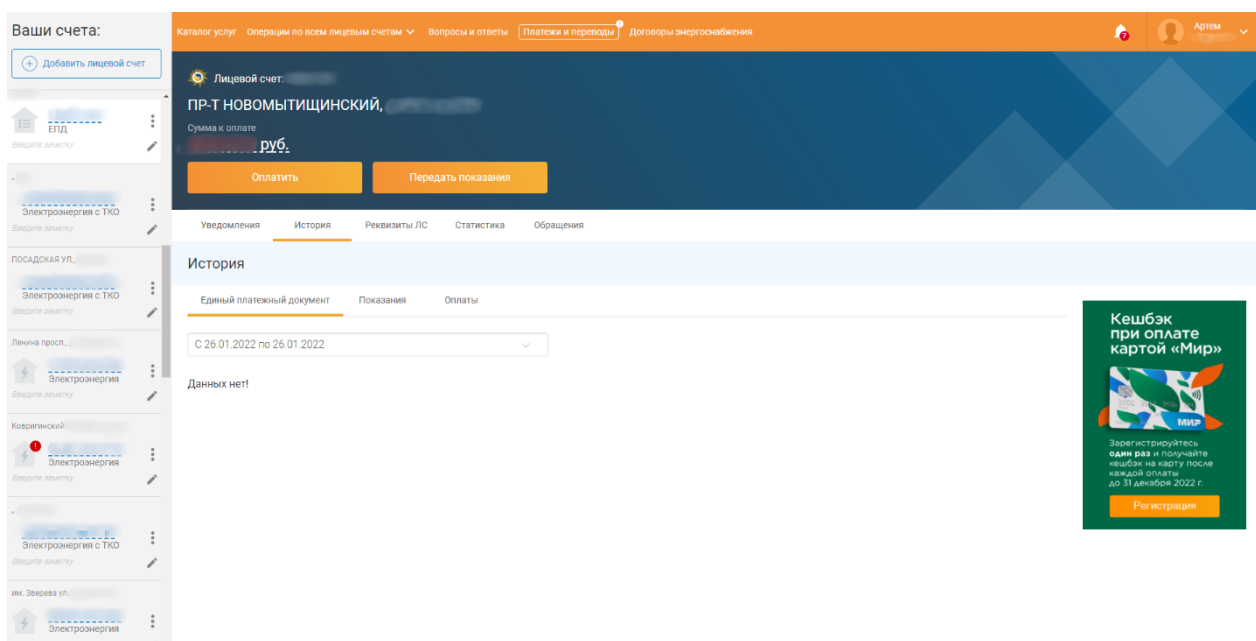 Ваши счета:
Добавить лицевой счет
ЕПД
Введите заметку
Электроэнергия с ТКО
Введите заметку
ПОСАДСКАЯ УЛ.,
Электроэнергия с ТКО
Введите заметку
Ленина просп.,
Электроэнергия
Введите заметку
Ковригинский
Электроэнергия
Введите заметку
Электроэнергия с ТКО
Введите заметку
им. Зверева ул.
Электроэнергия
Каталог услуг Операции по всем лицевым счетам Вопросы и ответы Платежи и переводы Договоры энергоснабжения
7
Артем
Лицевой счет:
ПР-Т НОВОМЫТИЩИНСКИЙ,
Сумма к оплате
руб.
Оплатить Передать показания
Уведомления История Реквизиты ЛС Статистика Обращения
История
Единый платежный документ Показания Оплаты
С 26.01.2022 по 26.01.2022
Данных нет!
Кешбэк
при оплате
картой «Мир»
МИР
Зарегистрируйтесь
один раз и получайте
кешбэк на карту после
каждой оплаты
до 31 декабря 2022 г.
Регистрация